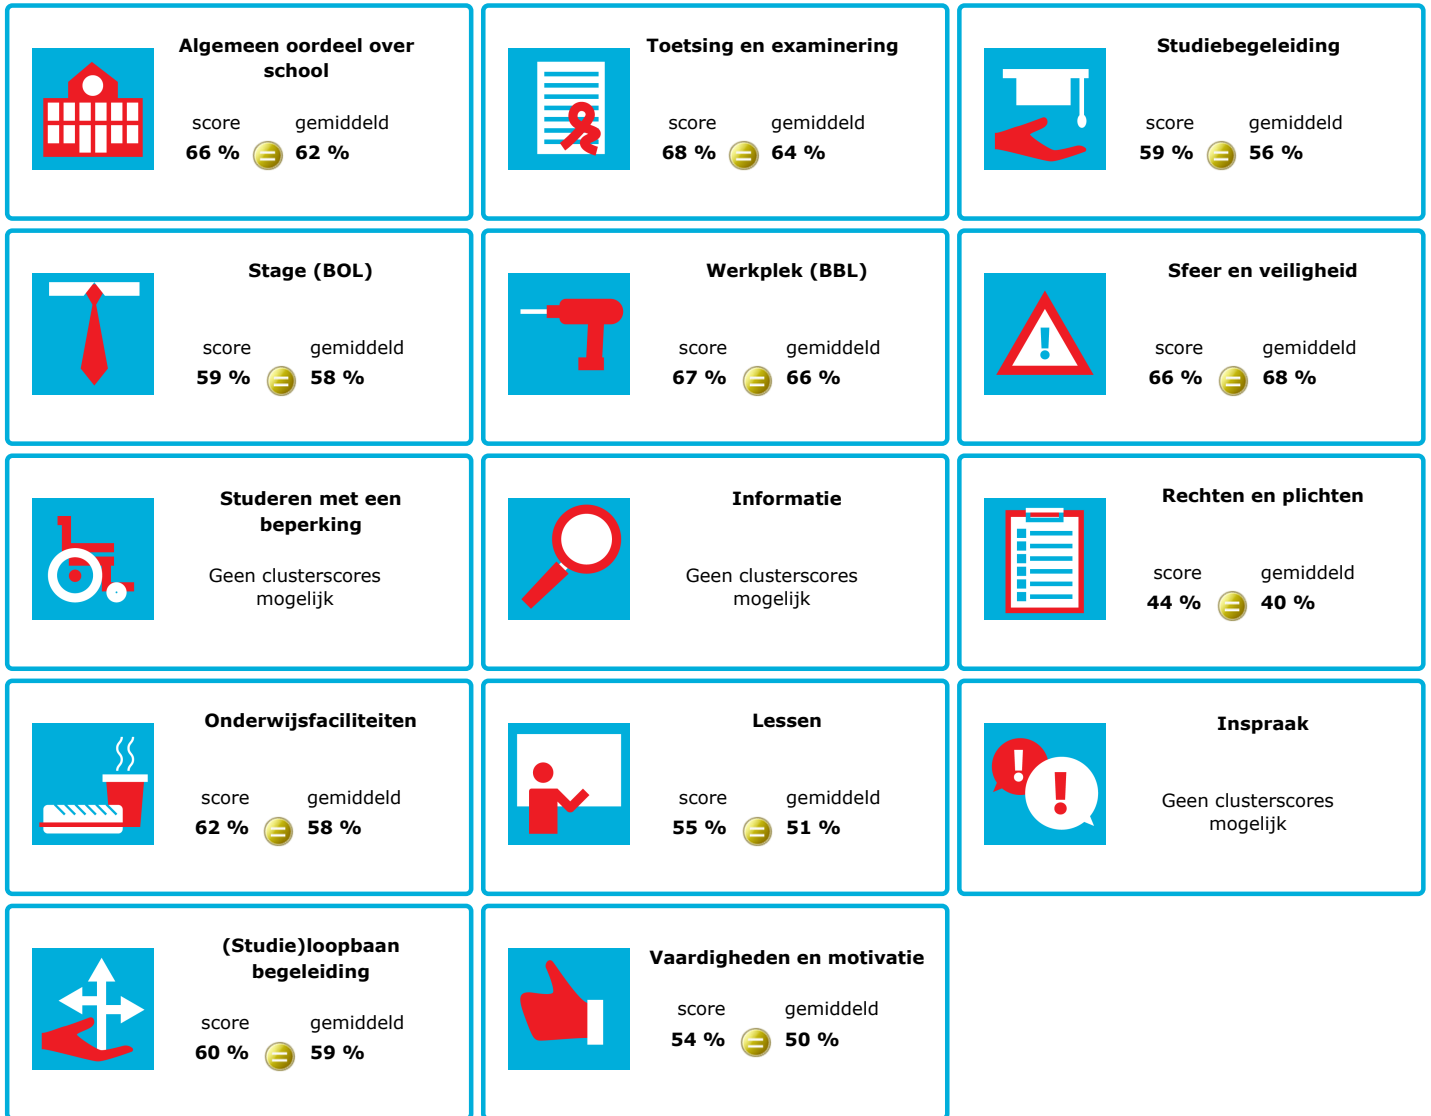 Algemeen oordeel over
school
score gemiddeld
66 % = 62 %
Toetsing en examinering
score gemiddeld
68 % = 64 %
Studiebegeleiding
score gemiddeld
59 % = 56 %
Stage (BOL)
score gemiddeld
59 % = 58 %
Werkplek (BBL)
score gemiddeld
67 % = 66 %
Sfeer en veiligheid
!
score gemiddeld
66 % = 68 %
Studeren met een
beperking
Geen clusterscores
mogelijk
Informatie
Geen clusterscores
mogelijk
Rechten en plichten
score gemiddeld
44 % = 40 %
Onderwijsfaciliteiten
score gemiddeld
62 % = 58 %
Lessen
score gemiddeld
55 % = 51 %
Inspraak
! !
Geen clusterscores
mogelijk
(Studie)loopbaan
begeleiding
score gemiddeld
60 % = 59 %
Vaardigheden en motivatie
score gemiddeld
54 % = 50 %